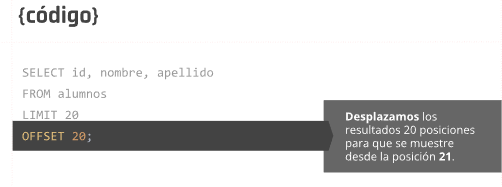 {código}
SELECT id, nombre, apellido
FROM alumnos
LIMIT 20
OFFSET 20;
Desplazamos los
resultados 20 posiciones
para que se muestre
desde la posición 21.